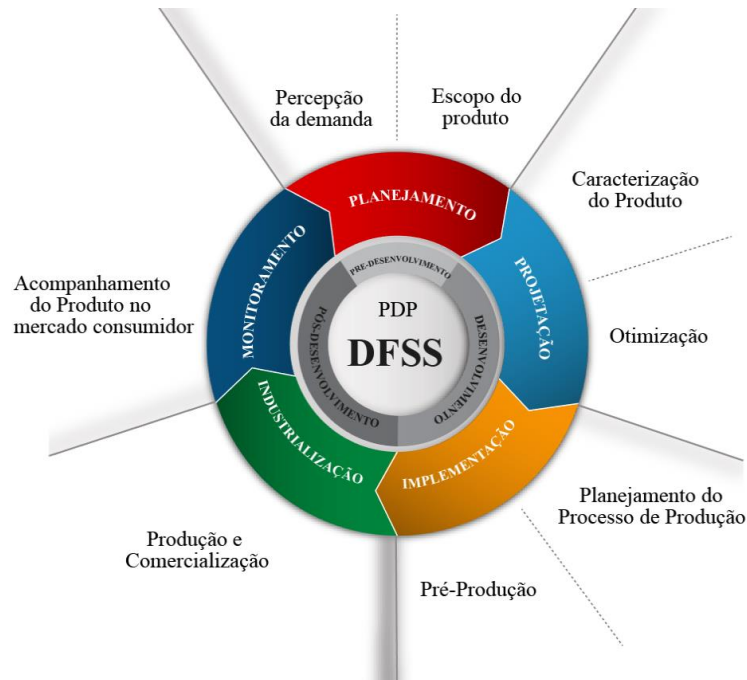 Percepção
da demanda
Escopo do
produto
Caracterização
do Produto
Otimização
Planejamento do
Processo de Produção
Pré-Produção
Produção e
Comercialização
Acompanhamento
do Produto no
mercado consumidor
PLANEJAMENTO
PROJETAÇÃO
IMPLEMENTAÇÃO
INDUSTRIALIZAÇÃO
MONITORAMENTO
PRÉ-DESENVOLVIMENTO
DESENVOLVIMENTO
PÓS-DESENVOLVIMENTO
PDP
DFSS